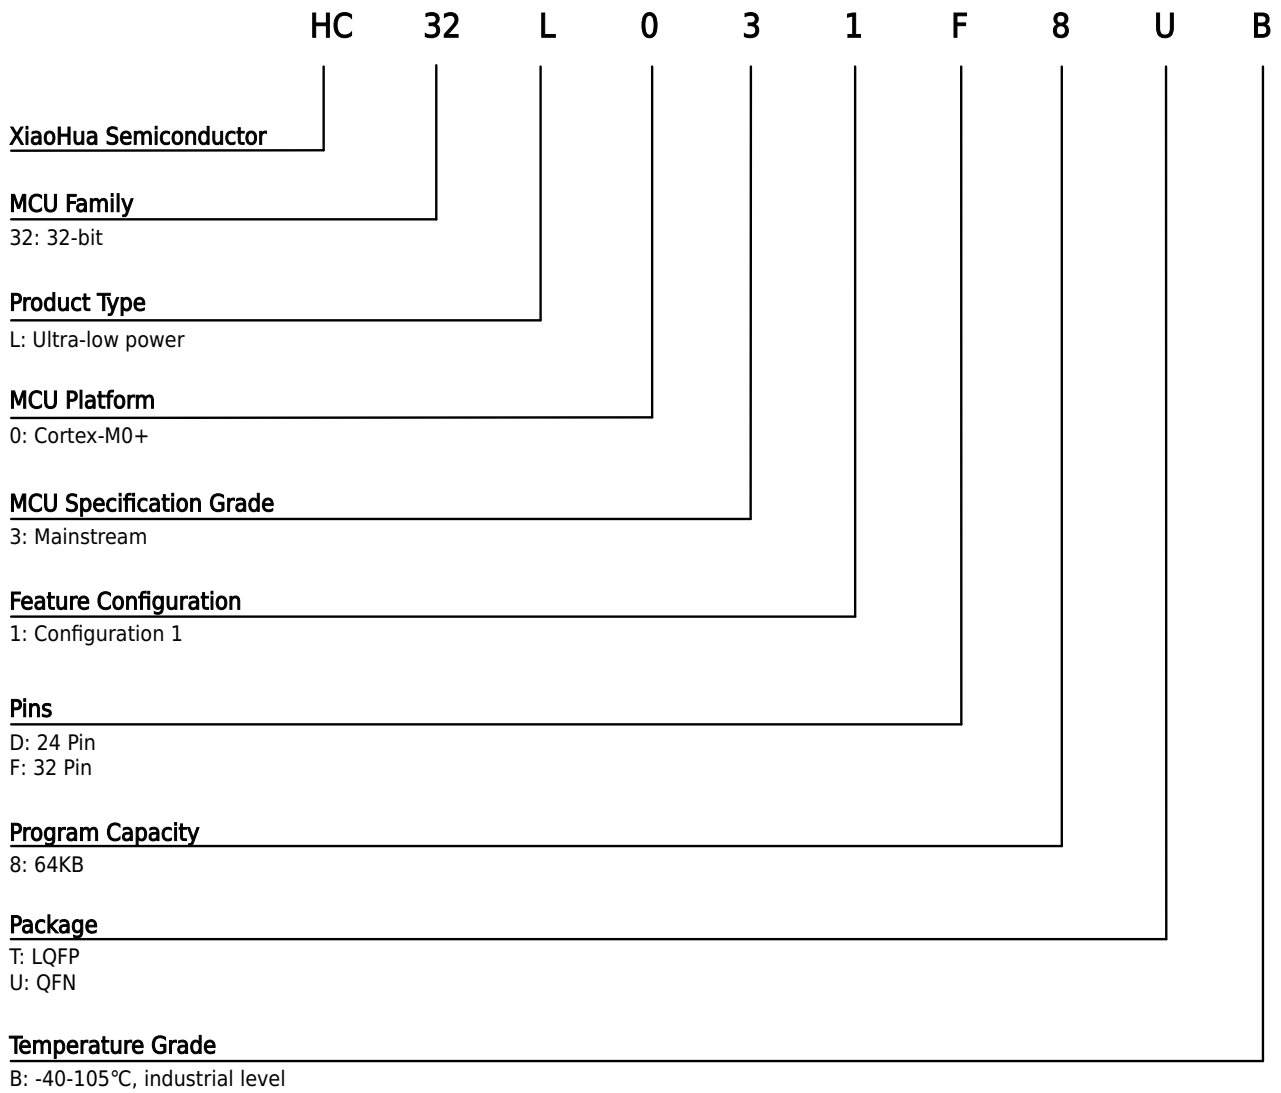 HC 32 L 0 3 1 F 8 U B
XiaoHua Semiconductor
MCU Family
32: 32-bit
Product Type
L: Ultra-low power
MCU Platform
0: Cortex-M0+
MCU Specification Grade
3: Mainstream
Feature Configuration
1: Configuration 1
Pins
D: 24 Pin
F: 32 Pin
Program Capacity
8: 64KB
Package
T: LQFP
U: QFN
Temperature Grade
B: -40-105℃, industrial level